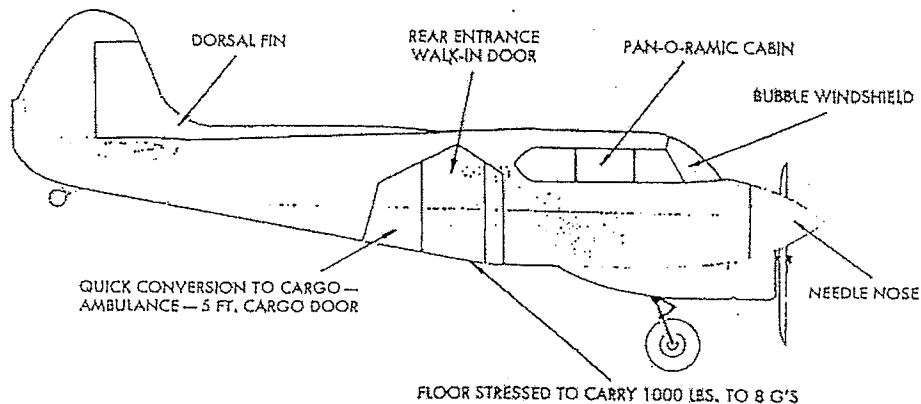 DORSAL FIN
REAR ENTRANCE
WALK-IN DOOR
PAN-O-RAMIC CABIN
BUBBLE WINDSHIELD
QUICK CONVERSION TO CARGO —
AMBULANCE — 5 FT. CARGO DOOR
NEEDLE NOSE
FLOOR STRESSED TO CARRY 1000 LBS. TO 8 G'S